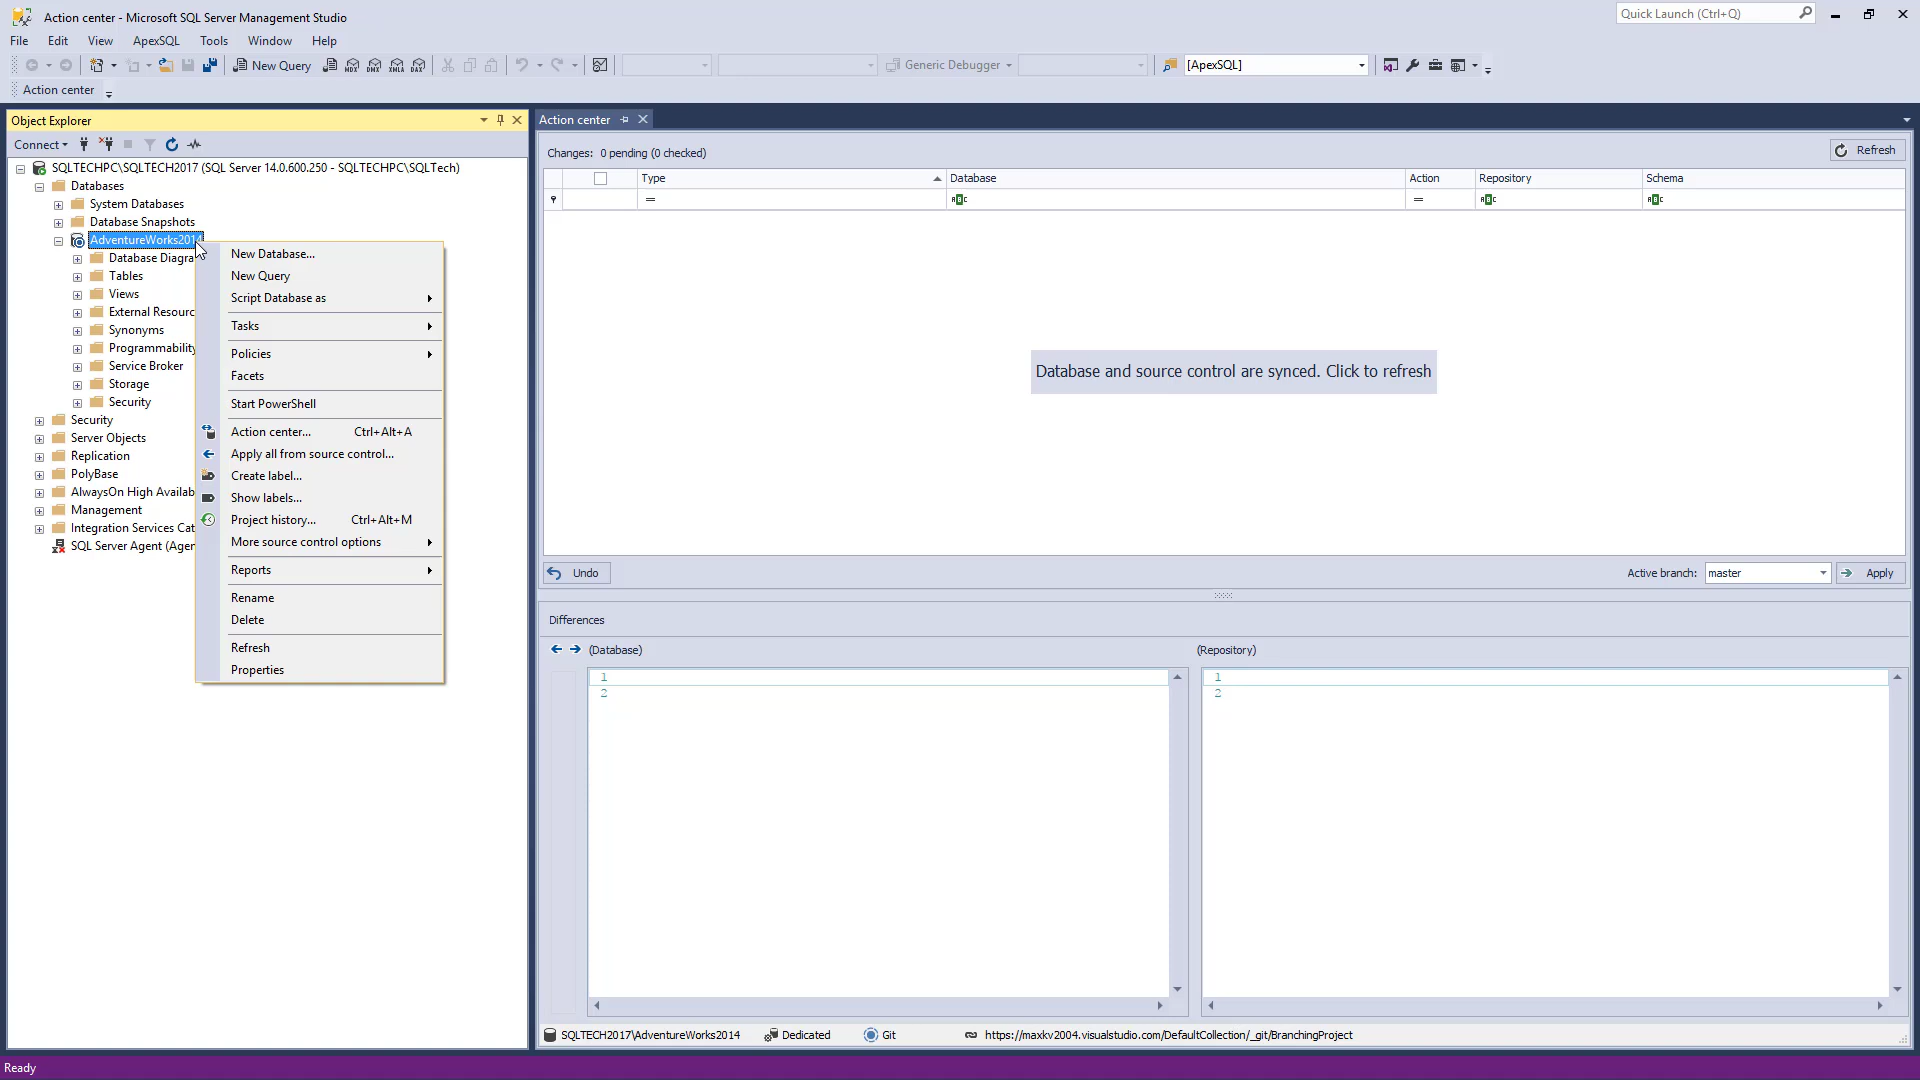 Action center - Microsoft SQL Server Management Studio
Quick Launch (Ctrl+Q)
File Edit View ApexSQL Tools Window Help
New Query
Generic Debugger
[ApexSQL]
Action center
Object Explorer
Connect
SQLTECHPC\SQLTECH2017 (SQL Server 14.0.600.250 - SQLTECHPC\SQLTech)
Databases
System Databases
Database Snapshots
AdventureWorks2014
Database Diagra
Tables
Views
External Resourc
Synonyms
Programmability
Service Broker
Storage
Security
Security
Server Objects
Replication
PolyBase
AlwaysOn High Availab
Management
Integration Services Cat
SQL Server Agent (Agen
New Database...
New Query
Script Database as
Tasks
Policies
Facets
Start PowerShell
Action center... Ctrl+Alt+A
Apply all from source control...
Create label...
Show labels...
Project history... Ctrl+Alt+M
More source control options
Reports
Rename
Delete
Refresh
Properties
Action center
Changes: 0 pending (0 checked)
Refresh
Type Database Action Repository Schema
Database and source control are synced. Click to refresh
Undo
Active branch: master
Apply
Differences
(Database)
(Repository)
1
2
1
2
SQLTECH2017\AdventureWorks2014 Dedicated Git https://maxkv2004.visualstudio.com/DefaultCollection/_git/BranchingProject
Ready